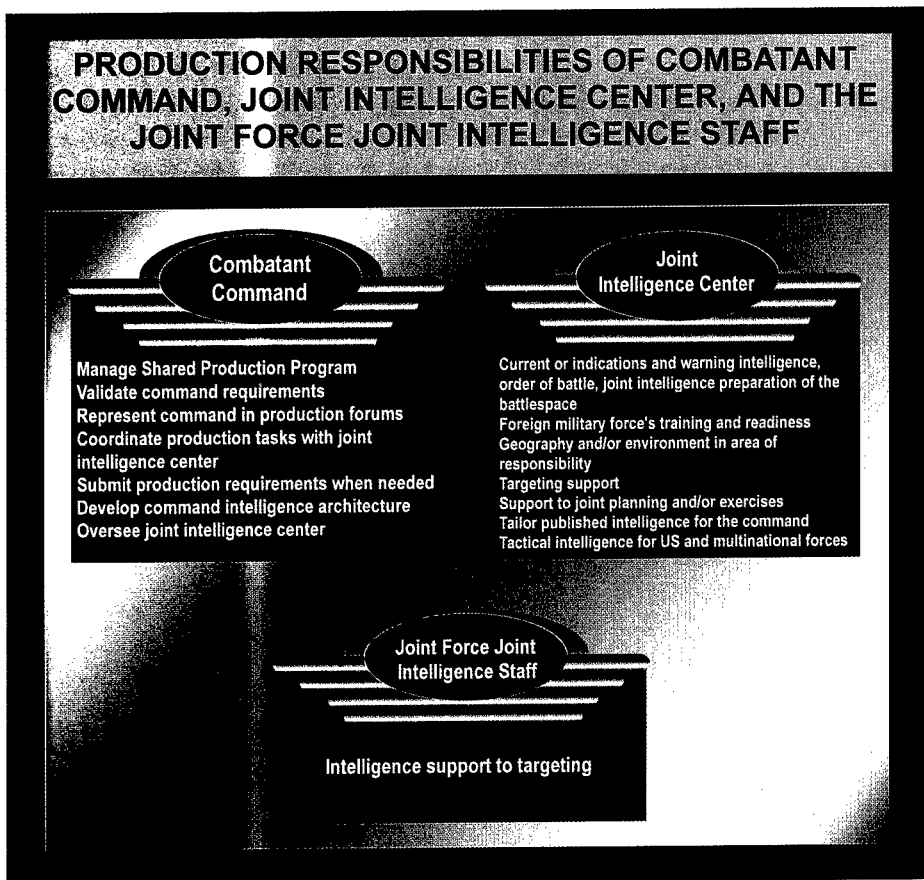 PRODUCTION RESPONSIBILITIES OF COMBATANT
COMMAND, JOINT INTELLIGENCE CENTER, AND THE
JOINT FORCE JOINT INTELLIGENCE STAFF
Combatant
Command
Manage Shared Production Program
Validate command requirements
Represent command in production forums
Coordinate production tasks with joint
intelligence center
Submit production requirements when needed
Develop command intelligence architecture
Oversee joint intelligence center
Joint
Intelligence Center
Current or indications and warning intelligence,
order of battle, joint intelligence preparation of the
battlespace
Foreign military force's training and readiness
Geography and/or environment in area of
responsibility
Targeting support
Support to joint planning and/or exercises
Tailor published intelligence for the command
Tactical intelligence for US and multinational forces
Joint Force Joint
Intelligence Staff
Intelligence support to targeting